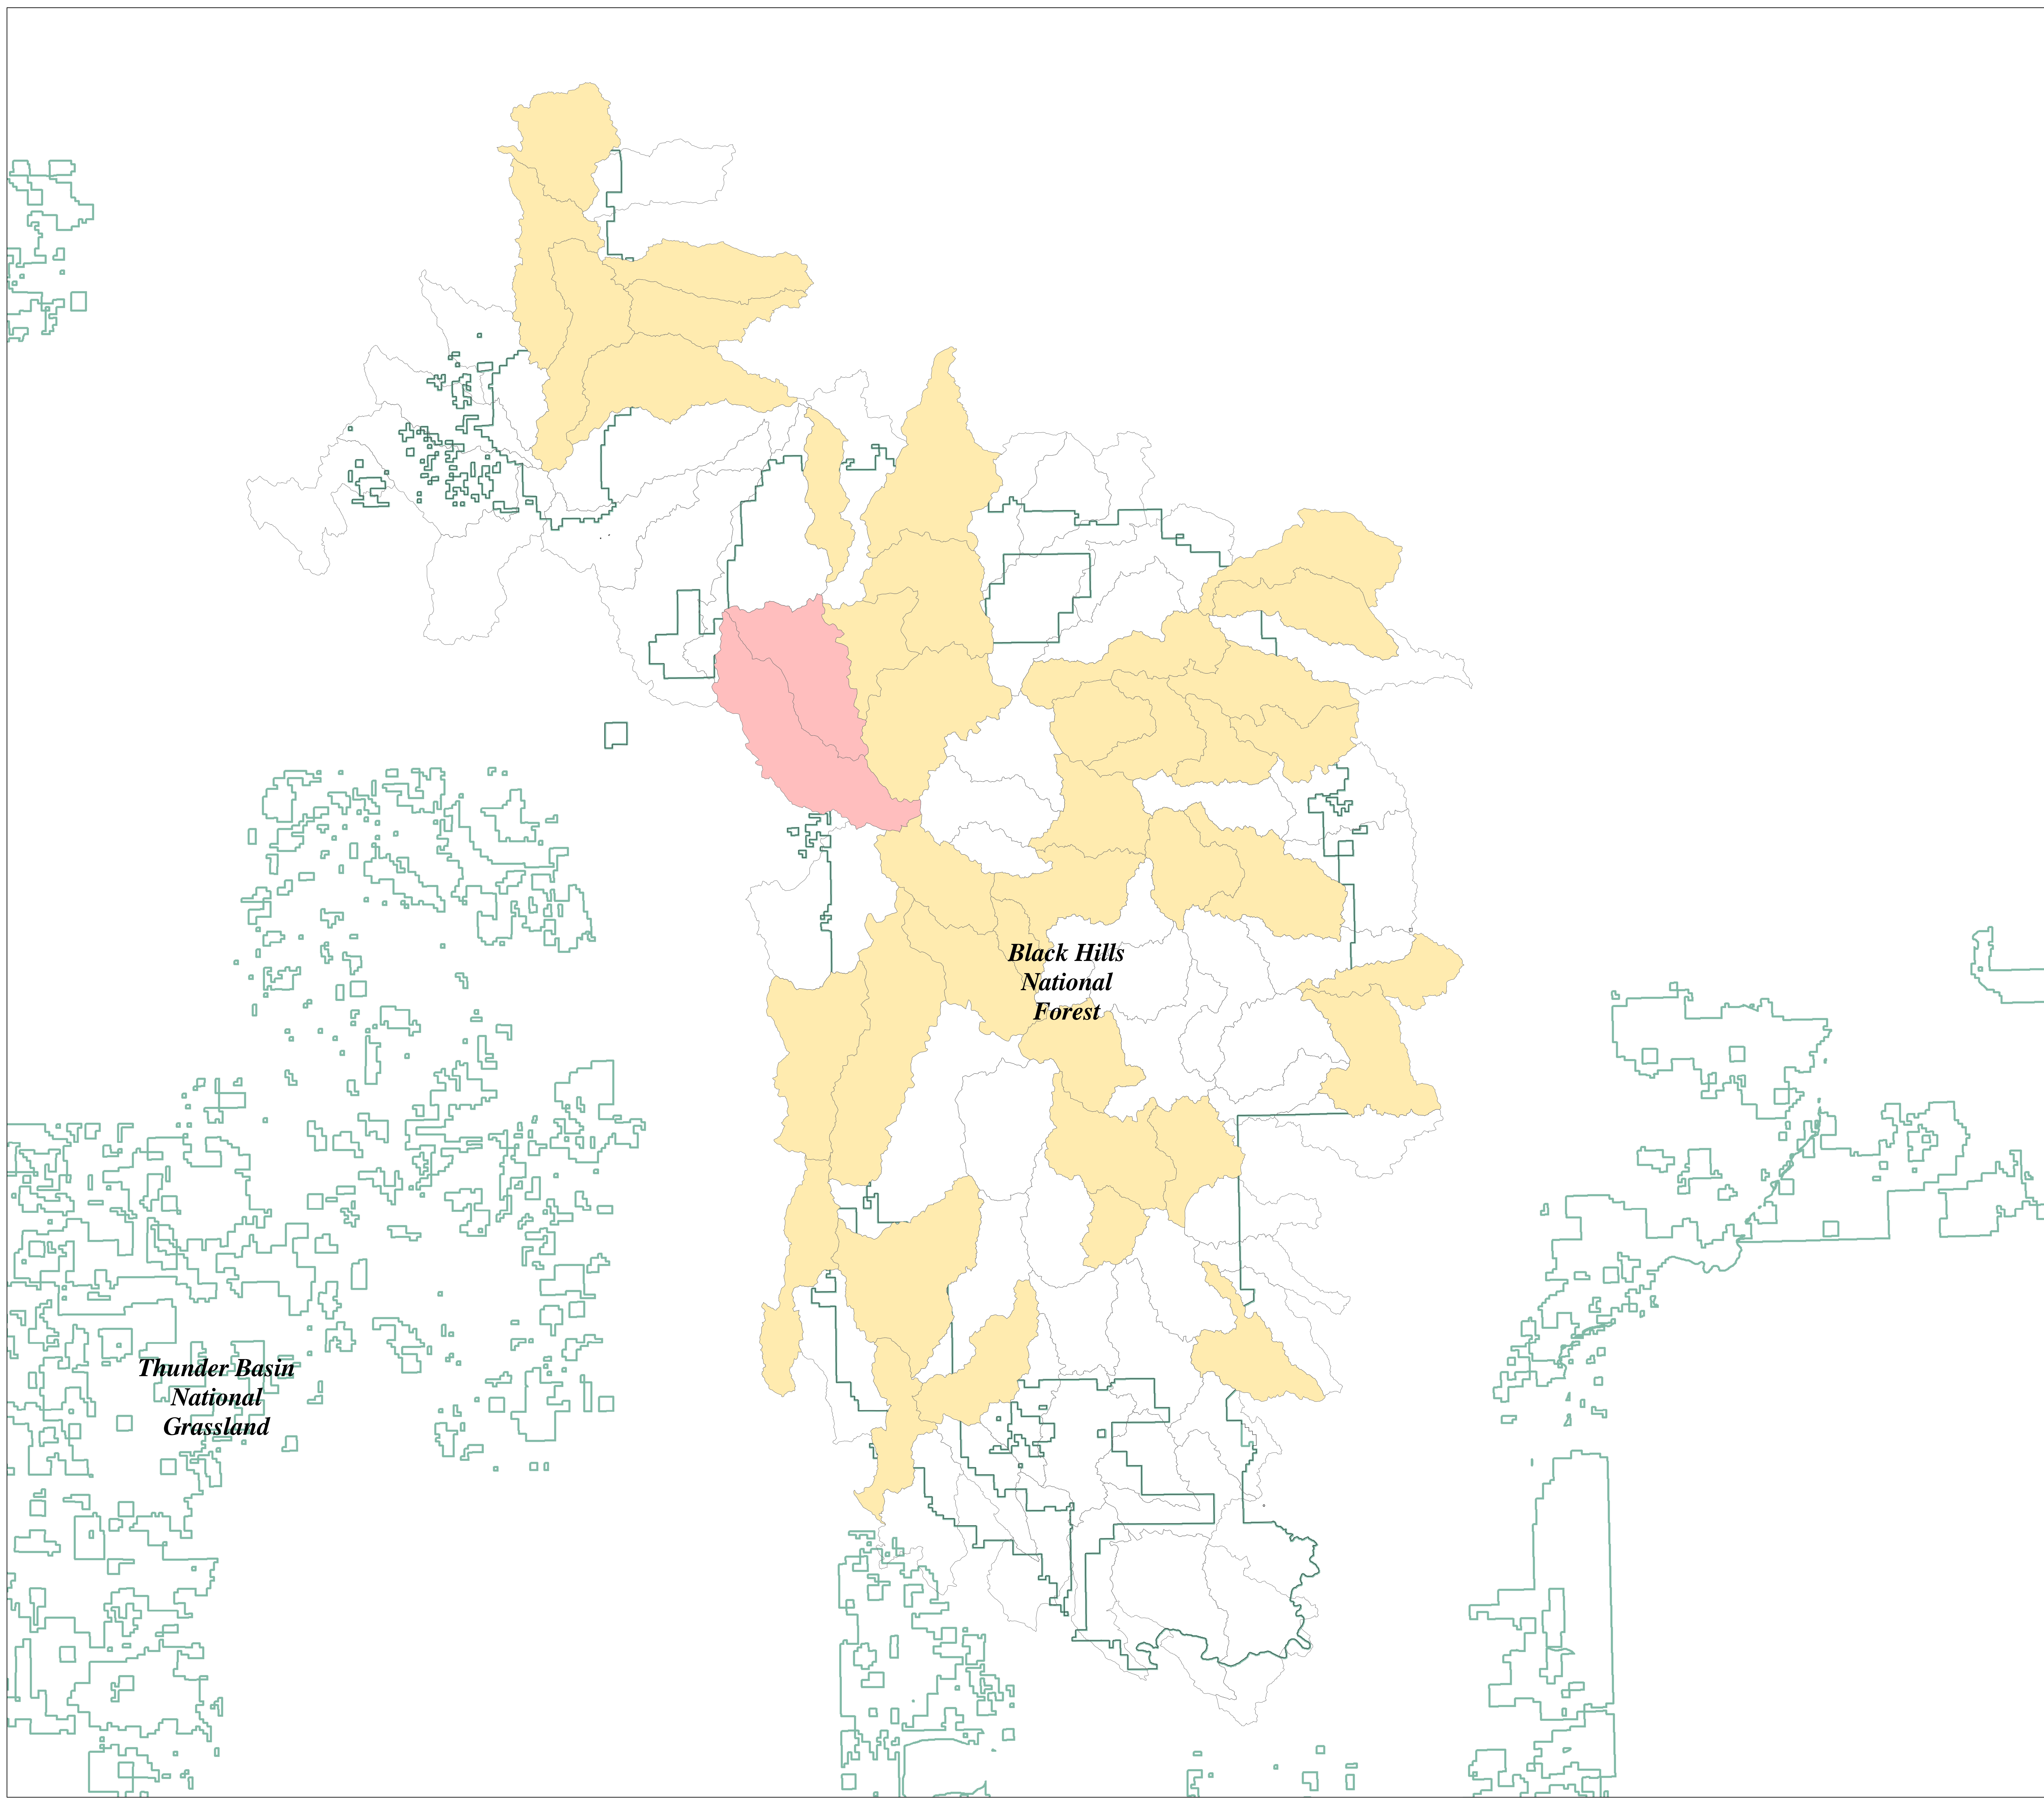 Black Hills
National
Forest
Thunder Basin
National
Grassland